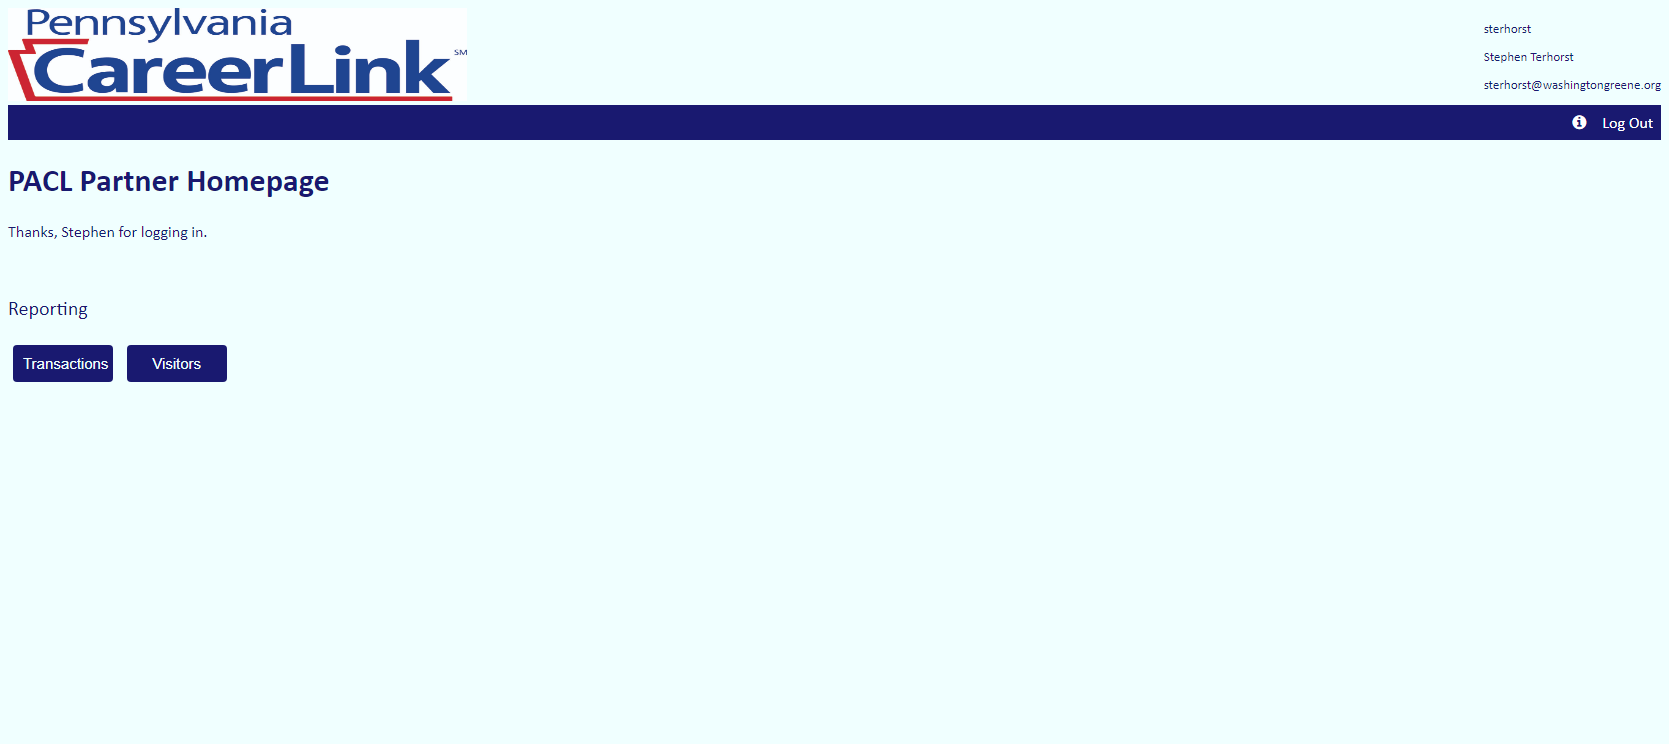 Pennsylvania
CareerLink SM
sterhorst
Stephen Terhorst
sterhorst@washingtongreene.org
Log Out
PACL Partner Homepage
Thanks, Stephen for logging in.
Reporting
Transactions Visitors